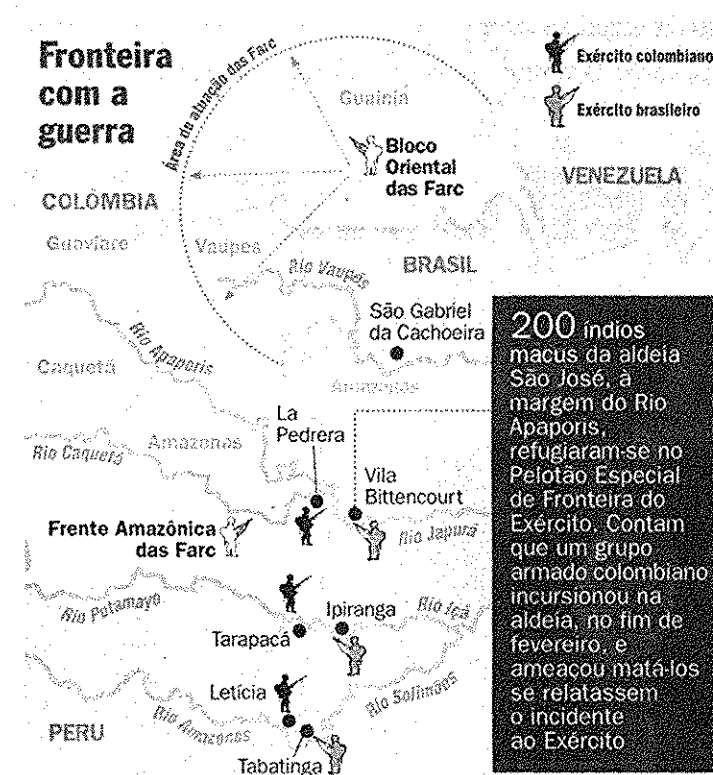 Fronteira
com a
guerra
Área de atuação das Farc
Exército colombiano
Exército brasileiro
Guainía
Bloco
Oriental
das Farc
VENEZUELA
COLÔMBIA
Guaviare
Vaupés
Rio Vaupés
BRASIL
São Gabriel
da Cachoeira
Rio Apaporis
Caquetá
Amazonas
La
Pedrera
Amazonas
Rio Caquetá
Vila
Bittencourt
Frente Amazônica
das Farc
Rio Japurá
Rio Putumayo
Ipiranga
Rio Içá
Tarapacá
Letícia
Rio Solimões
Rio Amazonas
PERU
Tabatinga
200 índios
macus da aldeia
São José, à
margem do Rio
Apaporis,
refugiaram-se no
Pelotão Especial
de Fronteira do
Exército. Contam
que um grupo
armado colombiano
incursionou na
aldeia, no fim de
fevereiro, e
ameaçou matá-los
se relatassem
o incidente
ao Exército